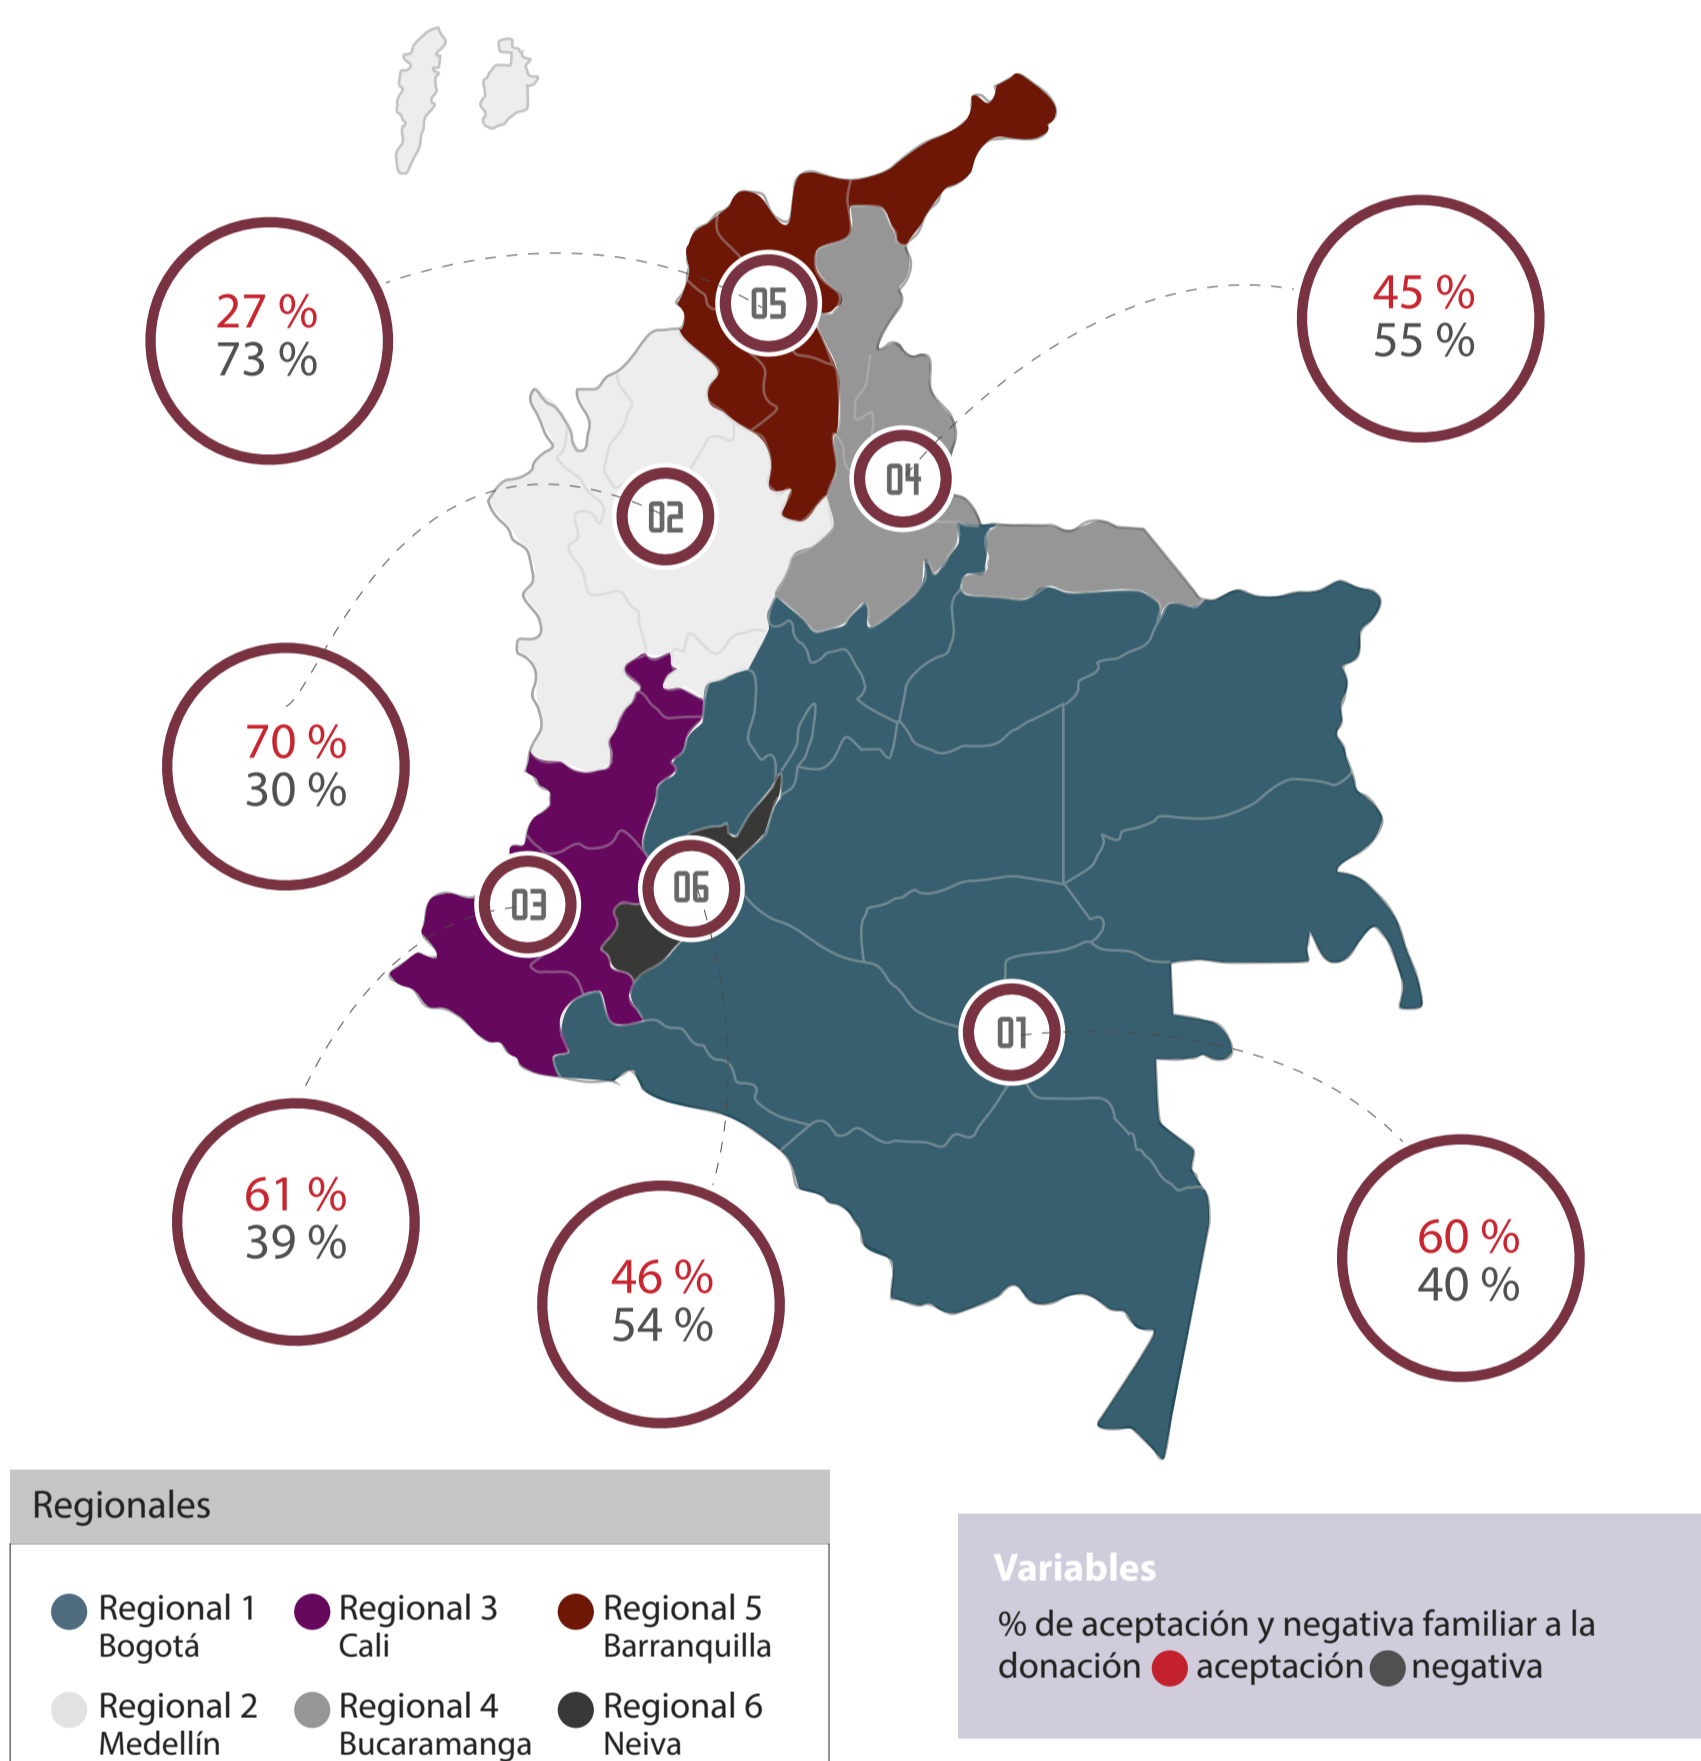 05
27 %
73 %
45 %
55 %
04
02
70 %
30 %
03
06
01
61 %
39 %
46 %
54 %
60 %
40 %
Regionales
Regional 1
Bogotá
Regional 3
Cali
Regional 5
Barranquilla
Regional 2
Medellín
Regional 4
Bucaramanga
Regional 6
Neiva
Variables
% de aceptación y negativa familiar a la
donación aceptación negativa